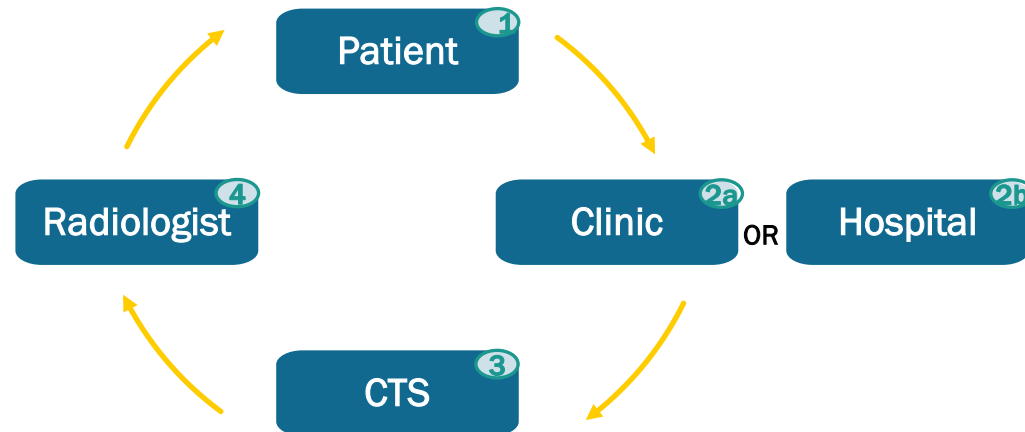 1
Patient
4
Radiologist
2a
Clinic
OR
2b
Hospital
3
CTS